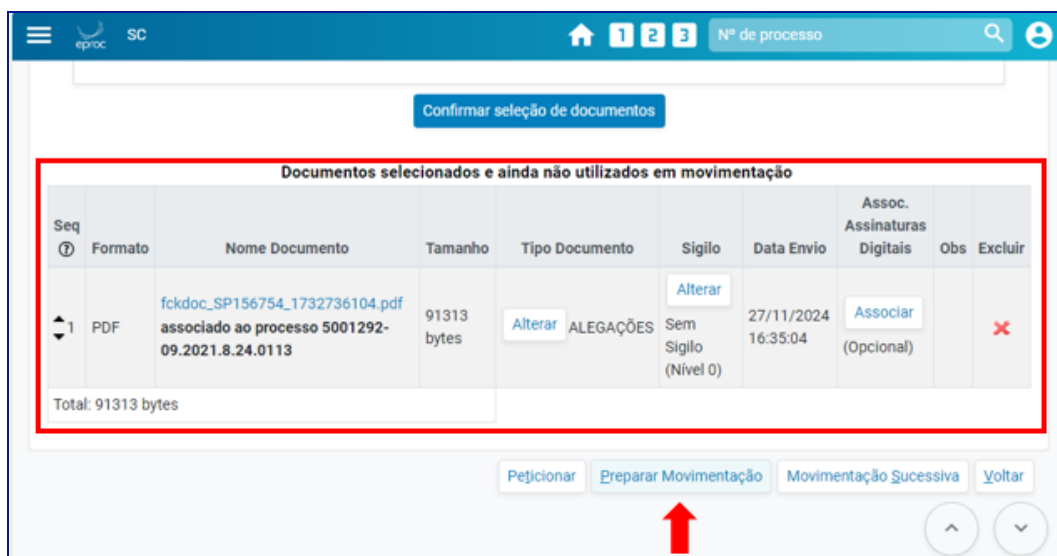 eproc SC 1 2 3 Nº de processo
Confirmar seleção de documentos
Documentos selecionados e ainda não utilizados em movimentação
Seq Formato Nome Documento Tamanho Tipo Documento Sigilo Data Envio Assoc. Assinaturas Digitais Obs Excluir
1 PDF fckdoc_SP156754_1732736104.pdf
associado ao processo 5001292-
09.2021.8.24.0113
91313
bytes
Alterar ALEGAÇÕES
Alterar
Sem
Sigilo
(Nível 0)
27/11/2024
16:35:04
Associar
(Opcional)
Total: 91313 bytes
Peticionar Preparar Movimentação Movimentação Sucessiva Voltar